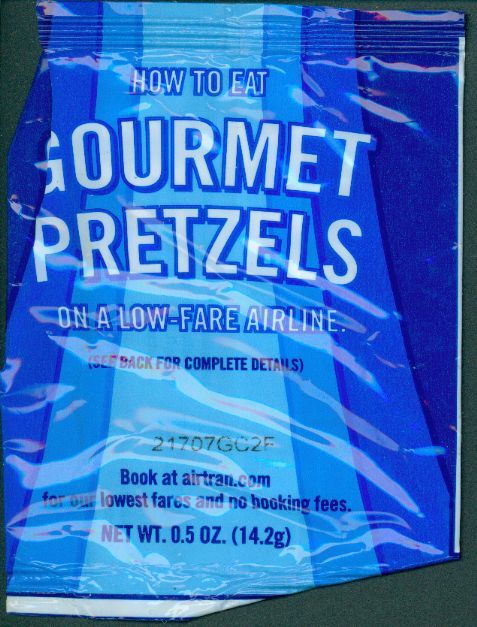 HOW TO EAT
GOURMET
PRETZELS
ON A LOW-FARE AIRLINE.
(SEE BACK FOR COMPLETE DETAILS)
21707GC2F
Book at airtran.com
for our lowest fares and no booking fees.
NET WT. 0.5 OZ. (14.2g)